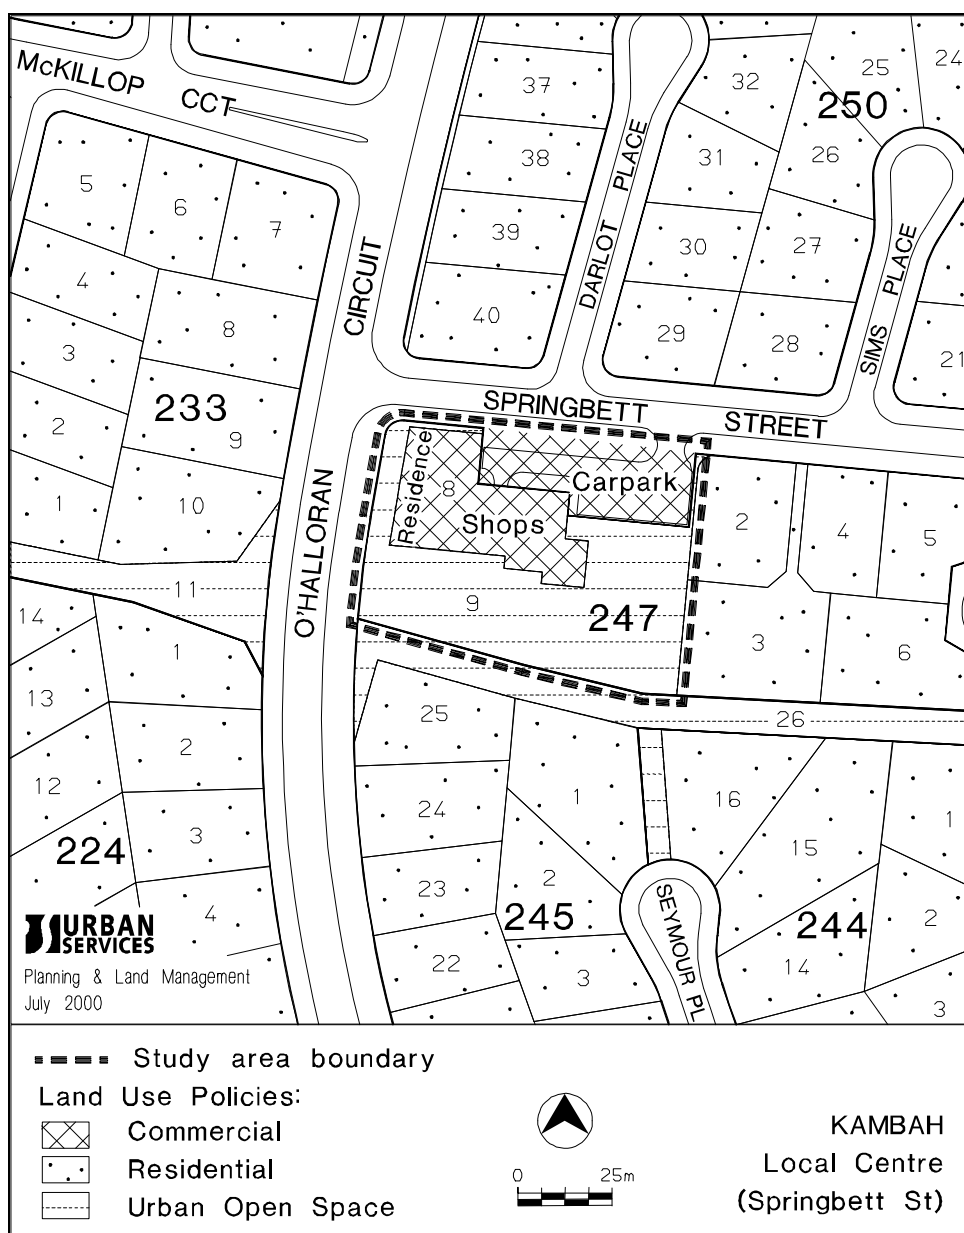 McKILLOP CCT
37
32
25
24
250
38
31
26
DARLOT PLACE
5
6
7
39
30
27
SIMS PLACE
4
CIRCUIT
40
29
28
21
8
3
233
9
2
SPRINGBETT STREET
1
10
O'HALLORAN
Residence
8
Carpark
Shops
2
4
5
11
9
247
3
6
14
1
13
25
26
2
12
24
1
16
15
1
224
3
23
2
245
SEYMOUR PL
244
2
4
22
3
14
3
URBAN
SERVICES
Planning & Land Management
July 2000
Study area boundary
Land Use Policies:
Commercial
Residential
Urban Open Space
0 25m
KAMBAH
Local Centre
(Springbett St)